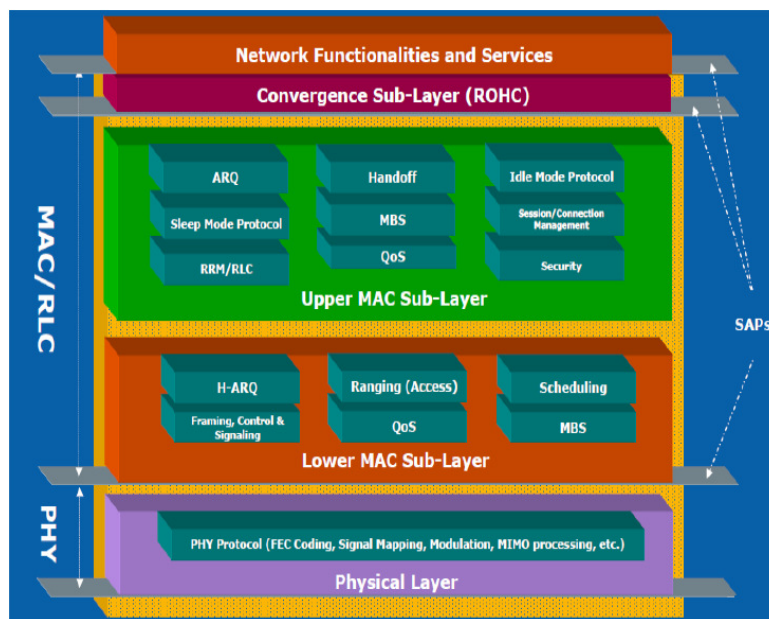 Network Functionalities and Services
Convergence Sub-Layer (ROHC)
ARQ
Handoff
Idle Mode Protocol
Sleep Mode Protocol
MBS
Session/Connection
Management
RRM/RLC
QoS
Security
Upper MAC Sub-Layer
MAC/RLC
SAPs
H-ARQ
Ranging (Access)
Scheduling
Framing, Control &
Signaling
QoS
MBS
Lower MAC Sub-Layer
PHY
PHY Protocol (FEC Coding, Signal Mapping, Modulation, MIMO processing, etc.)
Physical Layer